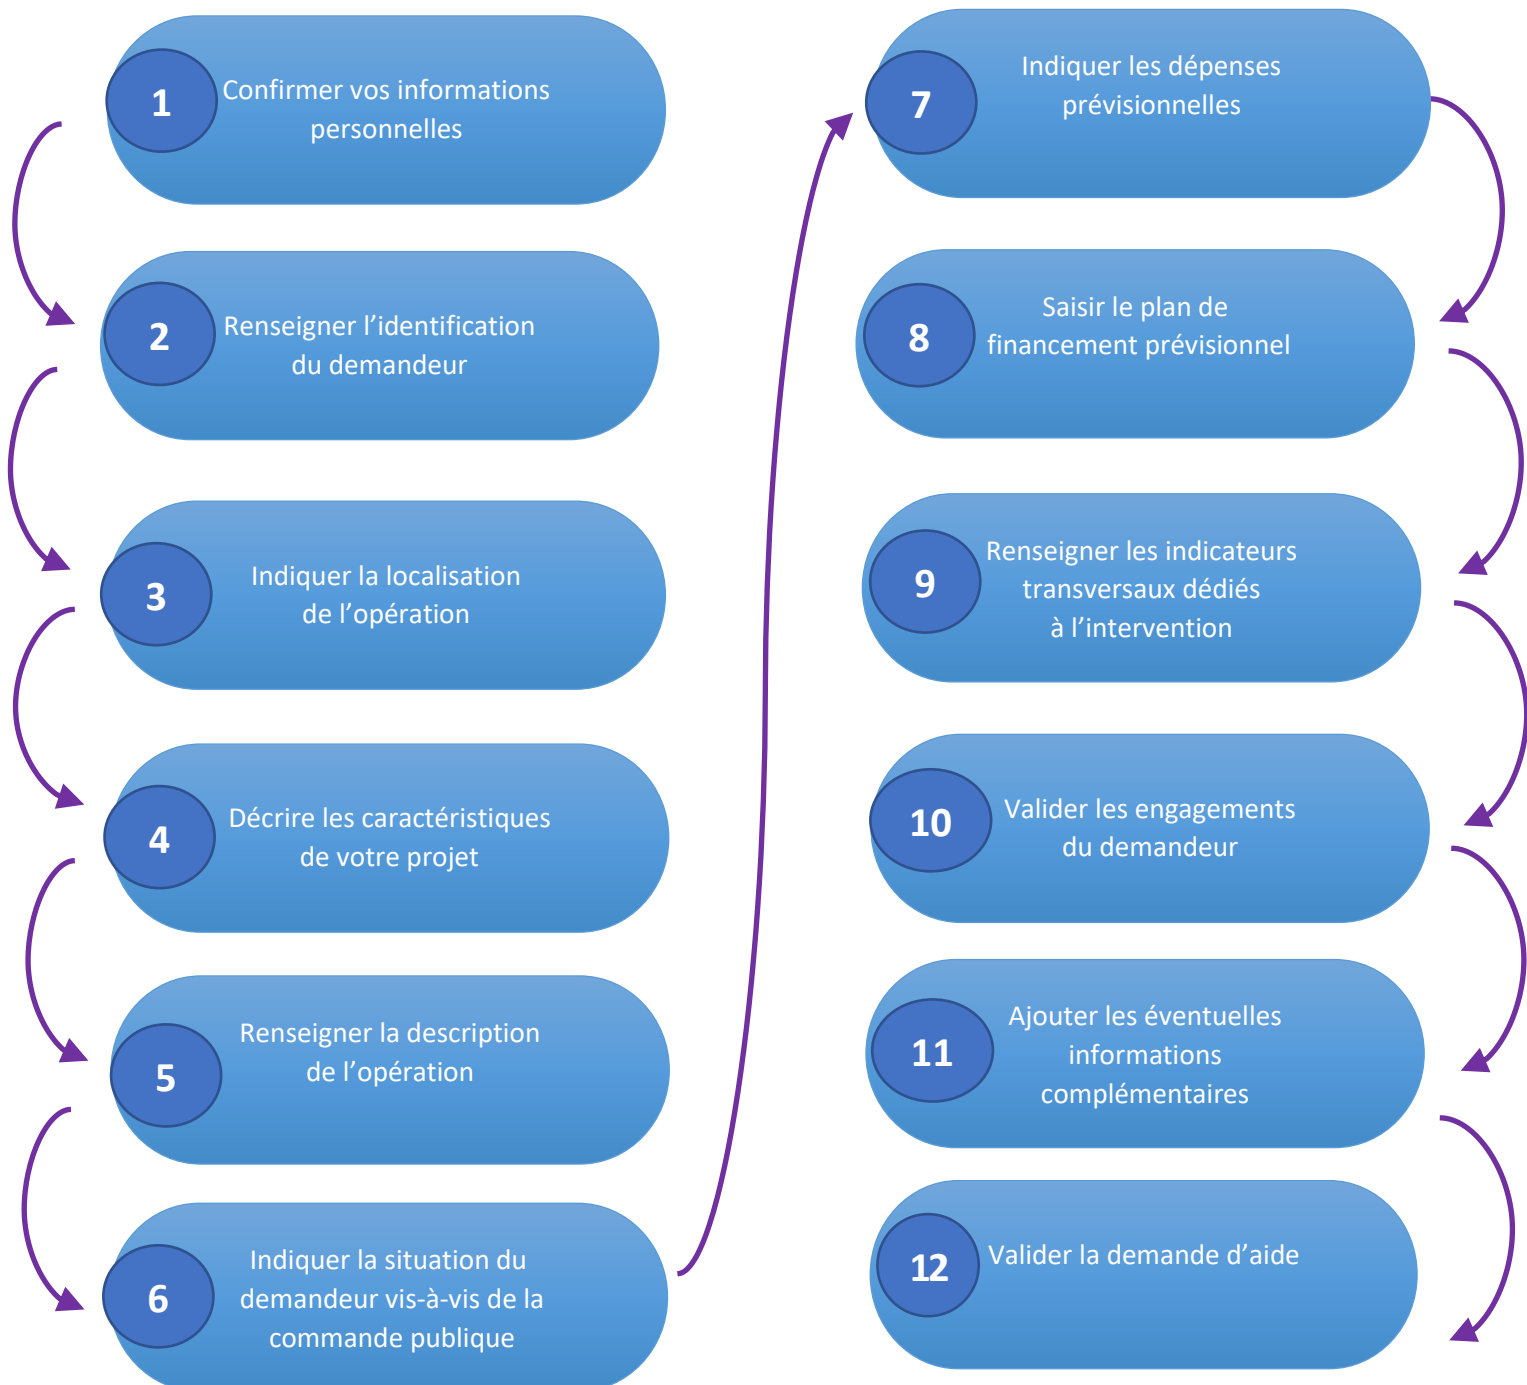 1
Confirmer vos informations
personnelles
2
Renseigner l’identification
du demandeur
3
Indiquer la localisation
de l’opération
4
Décrire les caractéristiques
de votre projet
5
Renseigner la description
de l’opération
6
Indiquer la situation du
demandeur vis-à-vis de la
commande publique
7
Indiquer les dépenses
prévisionnelles
8
Saisir le plan de
financement prévisionnel
9
Renseigner les indicateurs
transversaux dédiés
à l’intervention
10
Valider les engagements
du demandeur
11
Ajouter les éventuelles
informations
complémentaires
12
Valider la demande d’aide